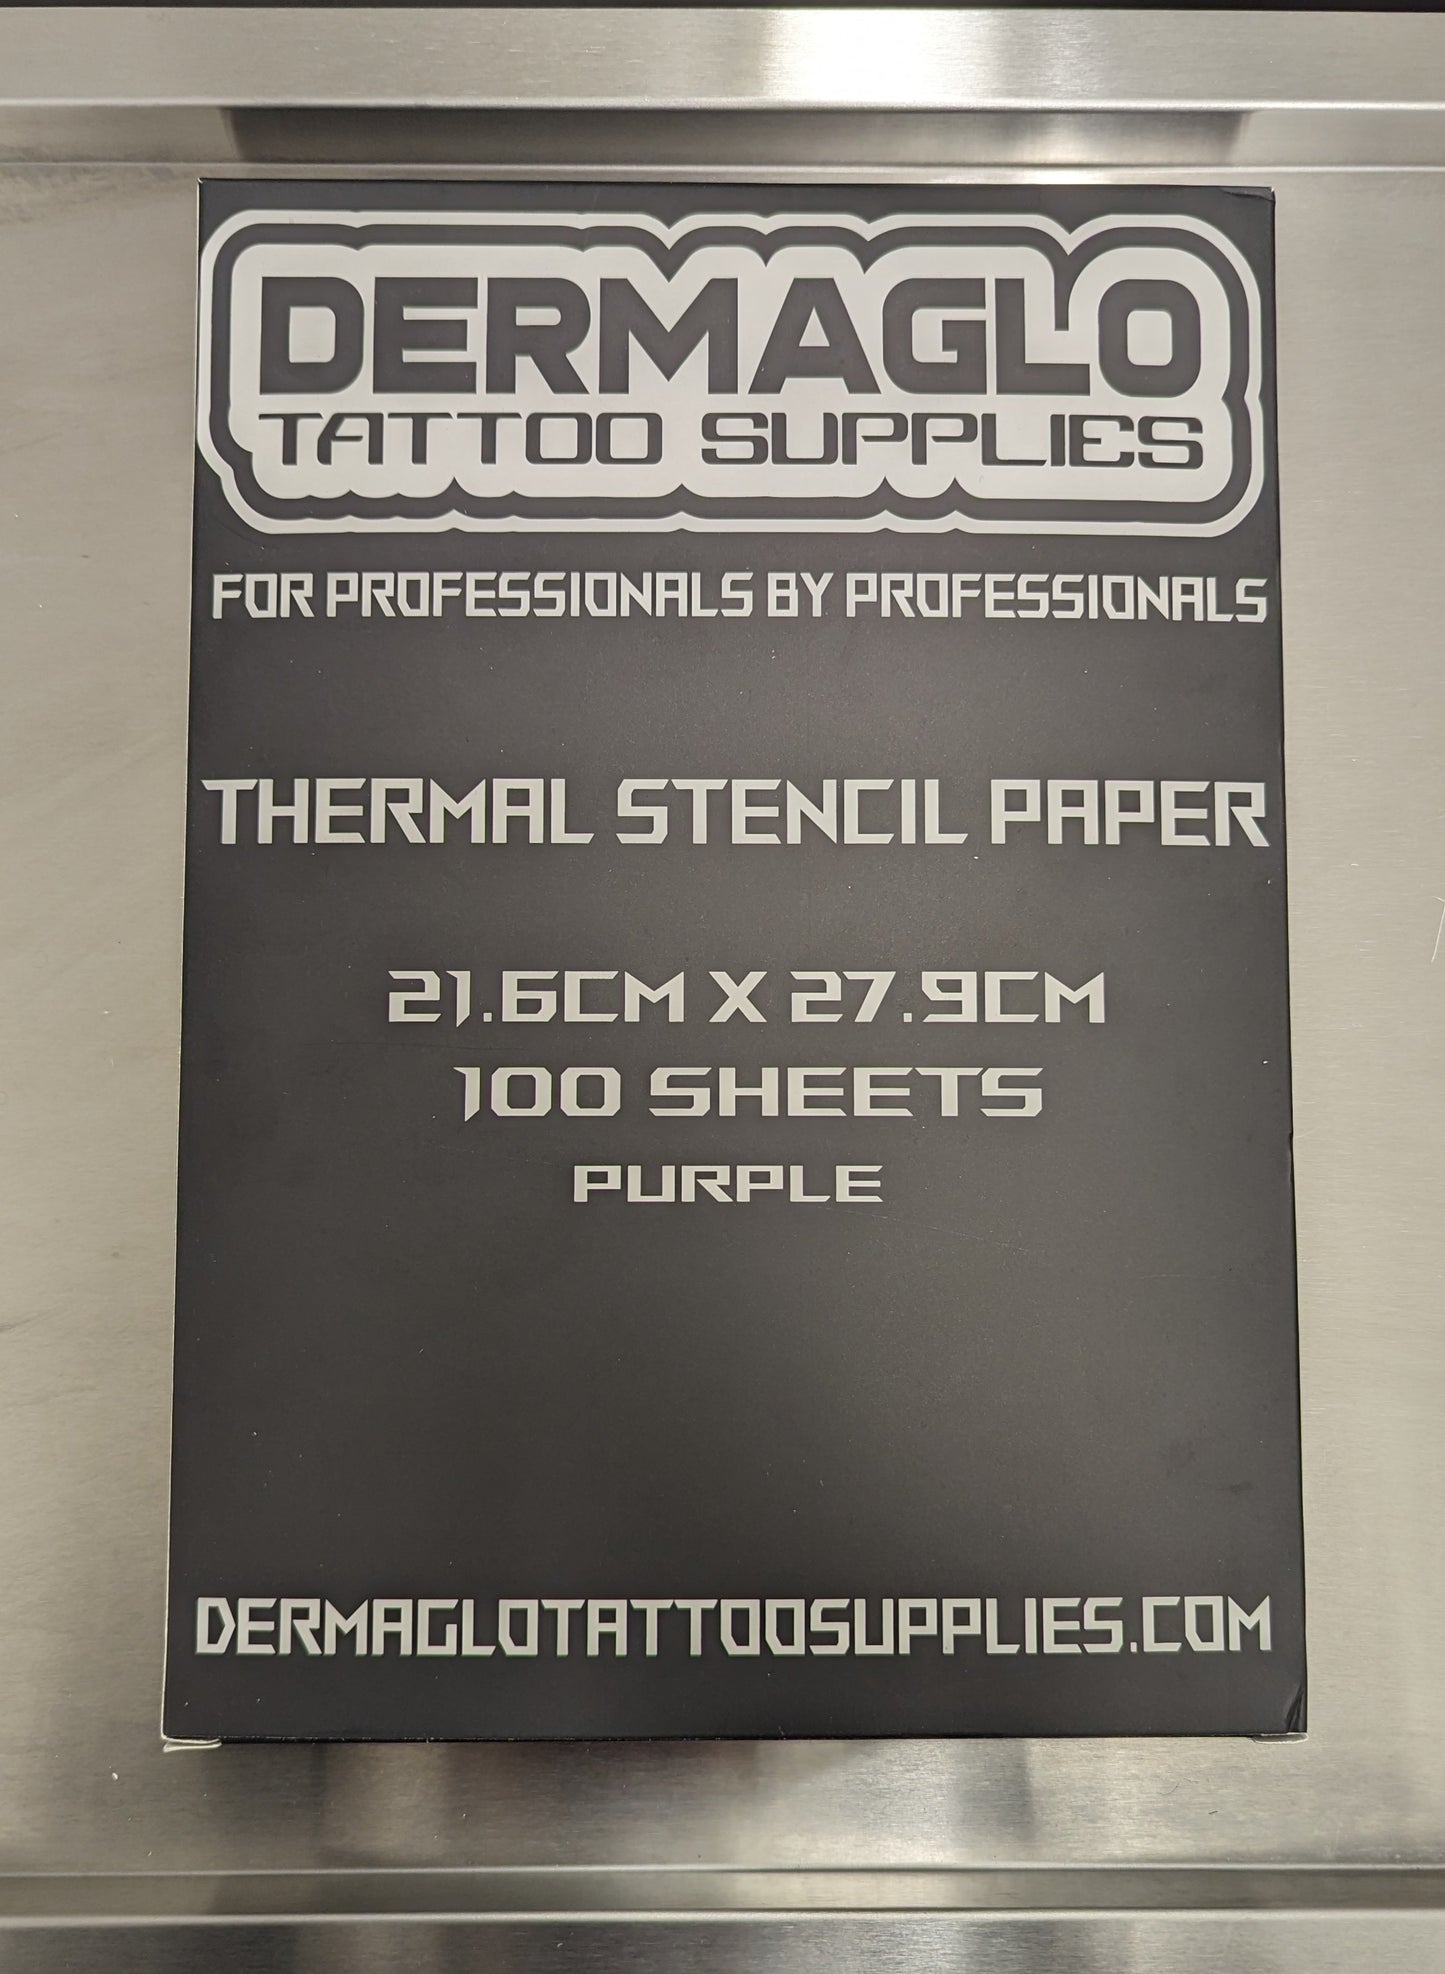 DERMAGLO
TATTOO SUPPLIES
FOR PROFESSIONALS BY PROFESSIONALS
THERMAL STENCIL PAPER
21.6CM X 27.9CM
100 SHEETS
PURPLE
DERMAGLOTATTOOSUPPLIES.COM